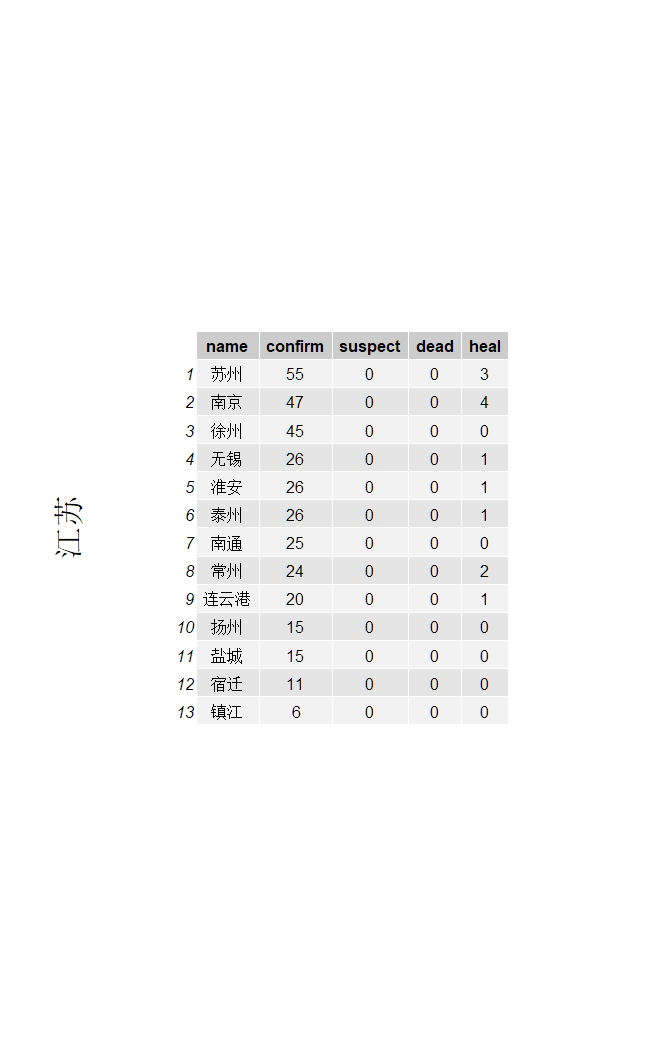 江苏
name confirm suspect dead heal
1 苏州 55 0 0 3
2 南京 47 0 0 4
3 徐州 45 0 0 0
4 无锡 26 0 0 1
5 淮安 26 0 0 1
6 泰州 26 0 0 1
7 南通 25 0 0 0
8 常州 24 0 0 2
9 连云港 20 0 0 1
10 扬州 15 0 0 0
11 盐城 15 0 0 0
12 宿迁 11 0 0 0
13 镇江 6 0 0 0